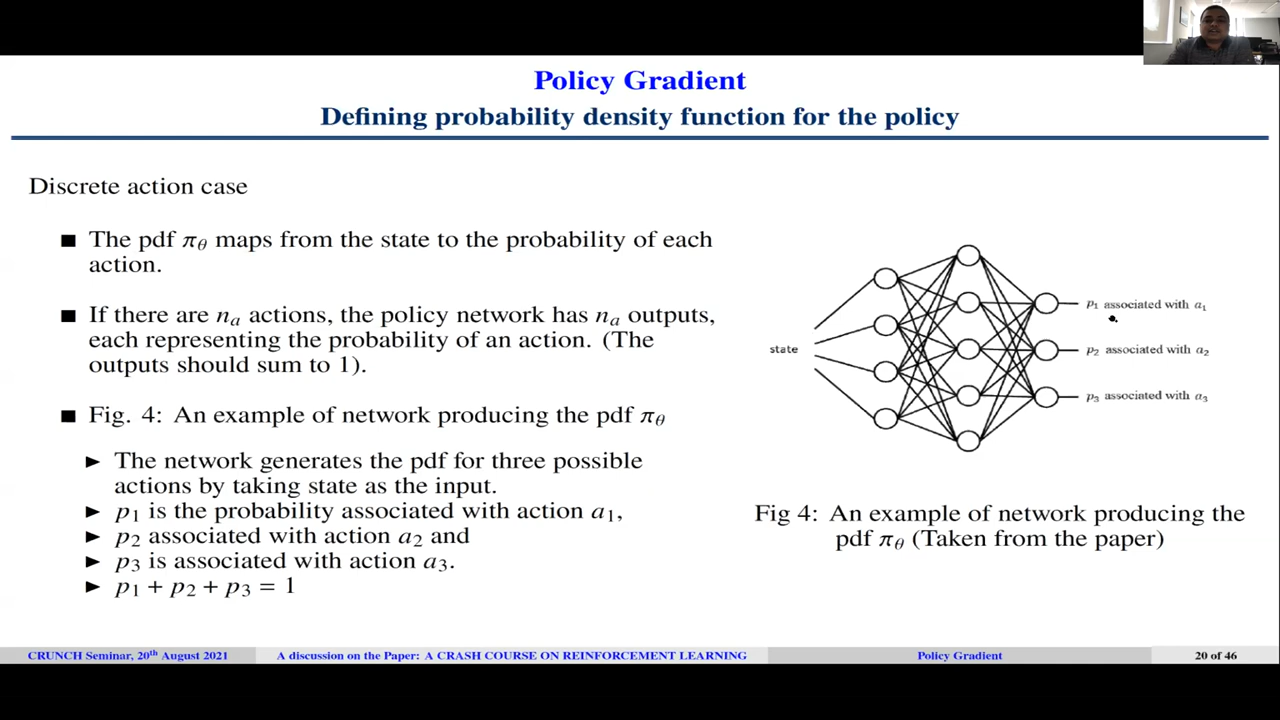 Policy Gradient
Defining probability density function for the policy
Discrete action case
■ The pdf πθ maps from the state to the probability of each
action.
■ If there are nₐ actions, the policy network has nₐ outputs,
each representing the probability of an action. (The
outputs should sum to 1).
■ Fig. 4: An example of network producing the pdf πθ
▶ The network generates the pdf for three possible
actions by taking state as the input.
▶ p₁ is the probability associated with action a₁,
▶ p₂ associated with action a₂ and
▶ p₃ is associated with action a₃.
▶ p₁ + p₂ + p₃ = 1
state
p₁ associated with a₁
p₂ associated with a₂
p₃ associated with a₃
Fig 4: An example of network producing the
pdf πθ (Taken from the paper)
CRUNCH Seminar, 20th August 2021
A discussion on the Paper: A CRASH COURSE ON REINFORCEMENT LEARNING
Policy Gradient
20 of 46